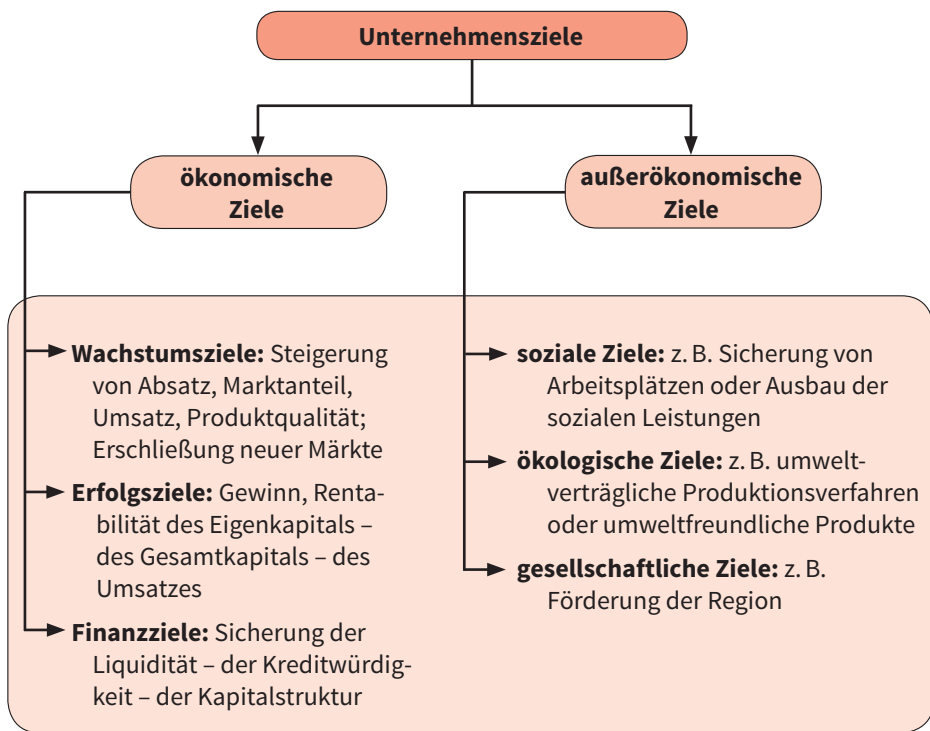 Unternehmensziele
ökonomische
Ziele
außerökonomische
Ziele
Wachstumsziele: Steigerung
von Absatz, Marktanteil,
Umsatz, Produktqualität;
Erschließung neuer Märkte
Erfolgsziele: Gewinn, Renta-
bilität des Eigenkapitals –
des Gesamtkapitals – des
Umsatzes
Finanzziele: Sicherung der
Liquidität – der Kreditwürdig-
keit – der Kapitalstruktur
soziale Ziele: z. B. Sicherung von
Arbeitsplätzen oder Ausbau der
sozialen Leistungen
ökologische Ziele: z. B. umwelt-
verträgliche Produktionsverfahren
oder umweltfreundliche Produkte
gesellschaftliche Ziele: z. B.
Förderung der Region